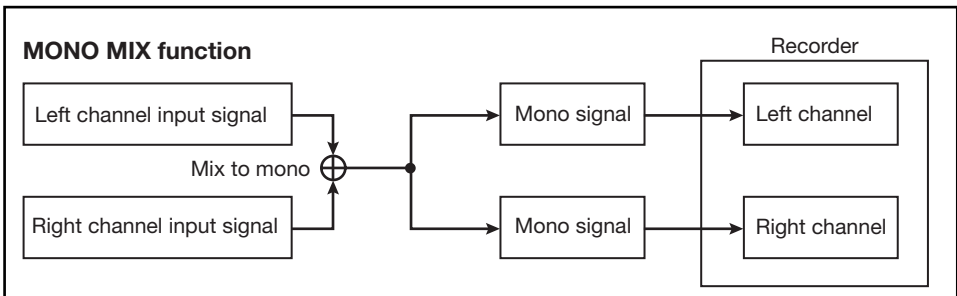 MONO MIX function
Recorder
Left channel input signal
Mono signal
Left channel
Mix to mono
Right channel input signal
Mono signal
Right channel